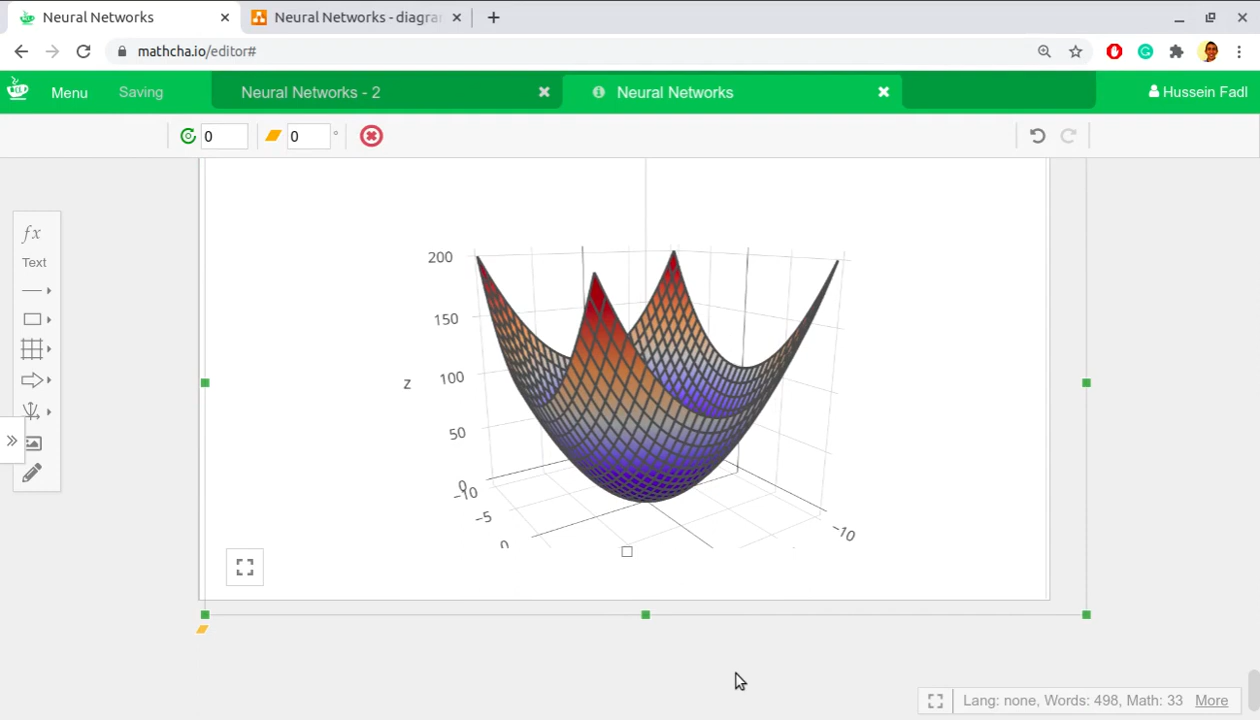 Neural Networks
Neural Networks - diagra
mathcha.io/editor#
Menu
Saving
Neural Networks - 2
Neural Networks
Hussein Fadl
0
0 °
fx
Text
200
150
z
100
50
0
-10
-5
0
-10
Lang: none, Words: 498, Math: 33 More